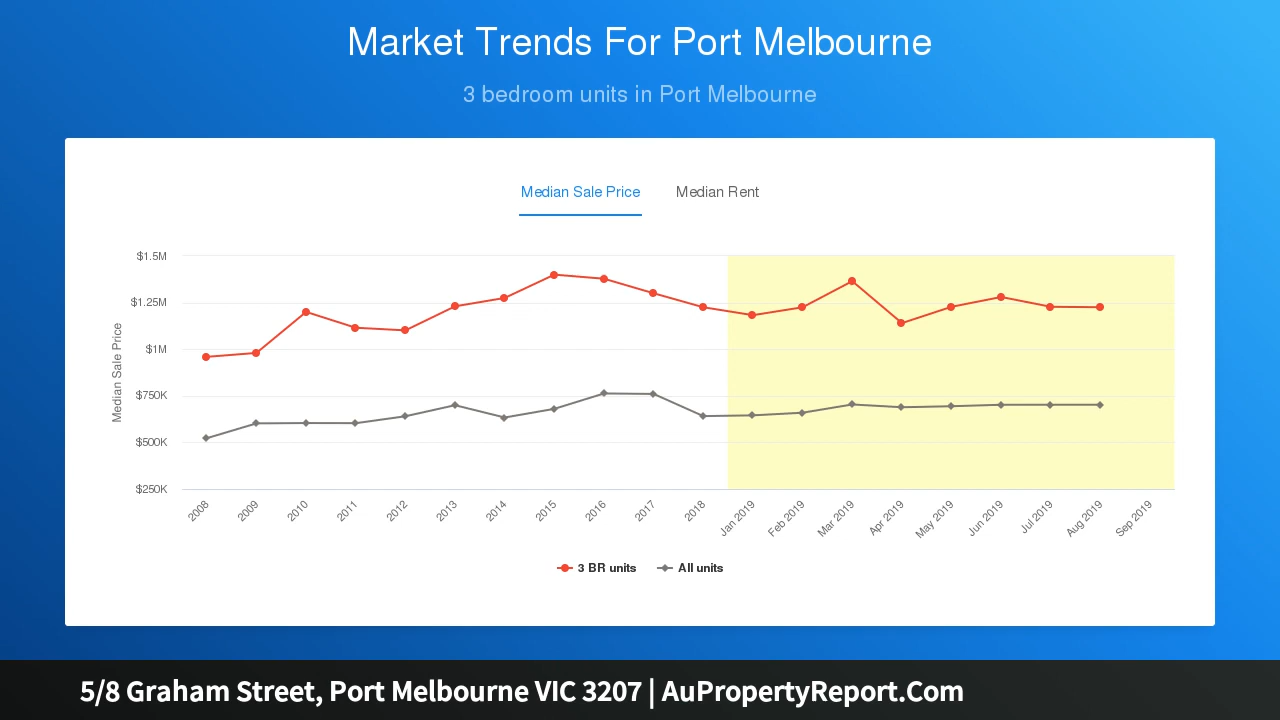 Market Trends For Port Melbourne
3 bedroom units in Port Melbourne
Median Sale Price
Median Rent
Median Sale Price
$1.5M
$1.25M
$1M
$750K
$500K
$250K
2008
2009
2010
2011
2012
2013
2014
2015
2016
2017
2018
Jan 2019
Feb 2019
Mar 2019
Apr 2019
May 2019
Jun 2019
Jul 2019
Aug 2019
Sep 2019
3 BR units
All units
5/8 Graham Street, Port Melbourne VIC 3207 | AuPropertyReport.Com